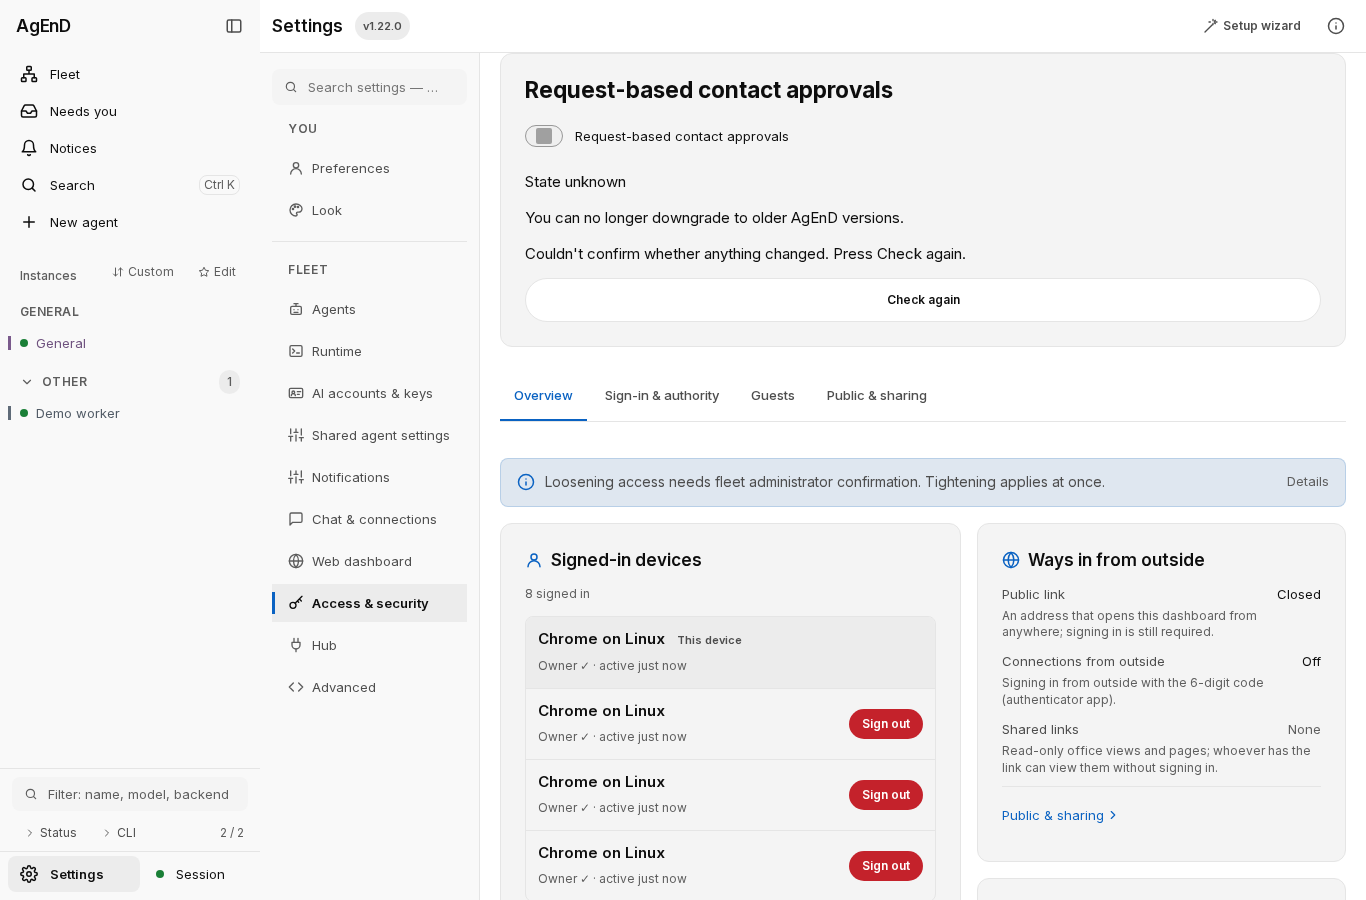 AgEnD
Fleet
Needs you
Notices
Search
Ctrl K
New agent
Instances
Custom
Edit
GENERAL
General
OTHER
1
Demo worker
Filter: name, model, backend
Status
CLI
2 / 2
Settings
Session
Settings
v1.22.0
Setup wizard
Search settings — …
YOU
Preferences
Look
FLEET
Agents
Runtime
AI accounts & keys
Shared agent settings
Notifications
Chat & connections
Web dashboard
Access & security
Hub
Advanced
Request-based contact approvals
Request-based contact approvals
State unknown
You can no longer downgrade to older AgEnD versions.
Couldn't confirm whether anything changed. Press Check again.
Check again
Overview
Sign-in & authority
Guests
Public & sharing
Loosening access needs fleet administrator confirmation. Tightening applies at once.
Details
Signed-in devices
8 signed in
Chrome on Linux
This device
Owner ✓ · active just now
Chrome on Linux
Owner ✓ · active just now
Sign out
Chrome on Linux
Owner ✓ · active just now
Sign out
Chrome on Linux
Owner ✓ · active just now
Sign out
Ways in from outside
Public link
Closed
An address that opens this dashboard from
anywhere; signing in is still required.
Connections from outside
Off
Signing in from outside with the 6-digit code
(authenticator app).
Shared links
None
Read-only office views and pages; whoever has the
link can view them without signing in.
Public & sharing